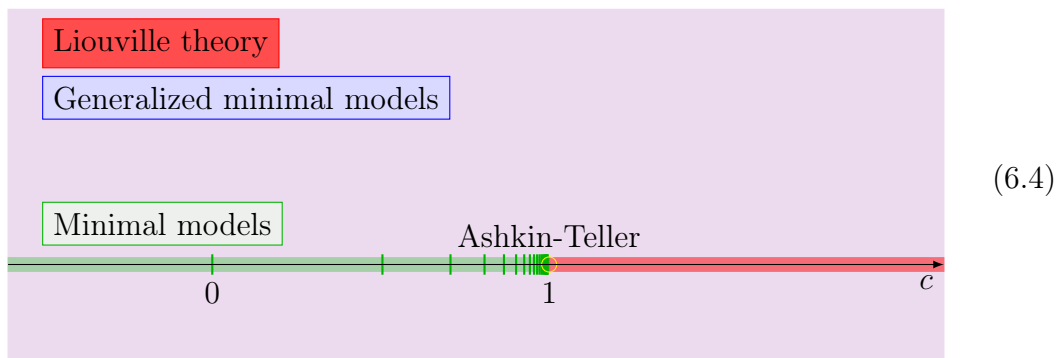 Liouville theory
Generalized minimal models
(6.4)
Minimal models
Ashkin-Teller
0
1
c